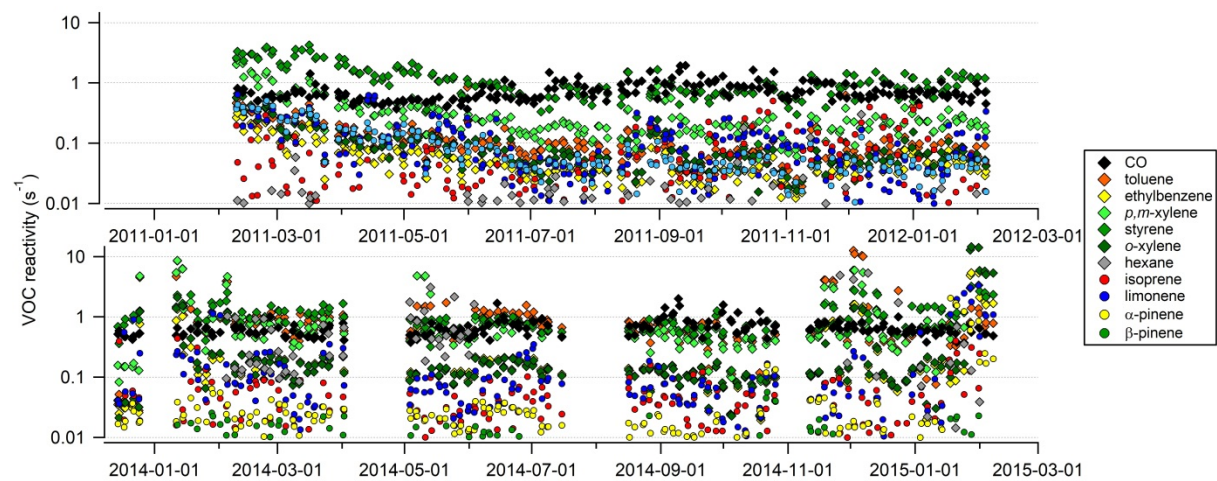 10
1
0.1
0.01
2011-01-01 2011-03-01 2011-05-01 2011-07-01 2011-09-01 2011-11-01 2012-01-01 2012-03-01
VOC reactivity (s⁻¹)
10
1
0.1
0.01
2014-01-01 2014-03-01 2014-05-01 2014-07-01 2014-09-01 2014-11-01 2015-01-01 2015-03-01
CO
toluene
ethylbenzene
p,m-xylene
styrene
o-xylene
hexane
isoprene
limonene
α-pinene
β-pinene